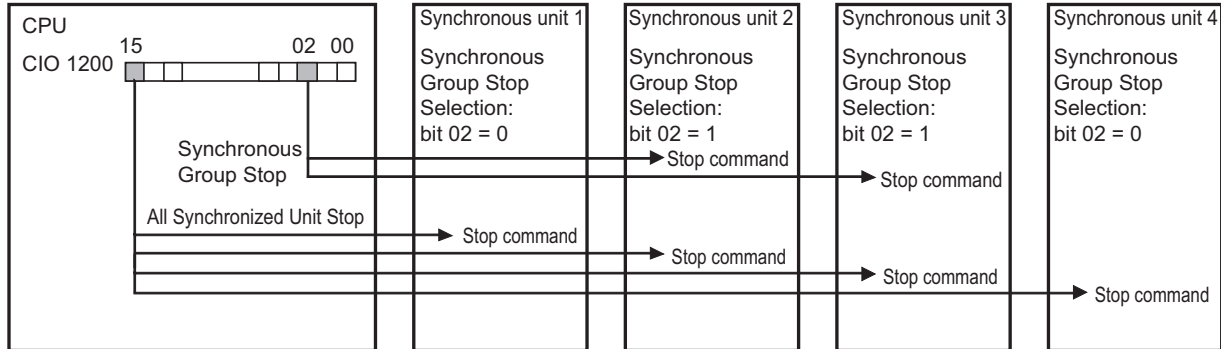 CPU
CIO 1200
15
02 00
Synchronous
Group Stop
All Synchronized Unit Stop
Synchronous unit 1
Synchronous
Group Stop
Selection:
bit 02 = 0
Stop command
Synchronous unit 2
Synchronous
Group Stop
Selection:
bit 02 = 1
Stop command
Stop command
Synchronous unit 3
Synchronous
Group Stop
Selection:
bit 02 = 1
Stop command
Stop command
Synchronous unit 4
Synchronous
Group Stop
Selection:
bit 02 = 0
Stop command